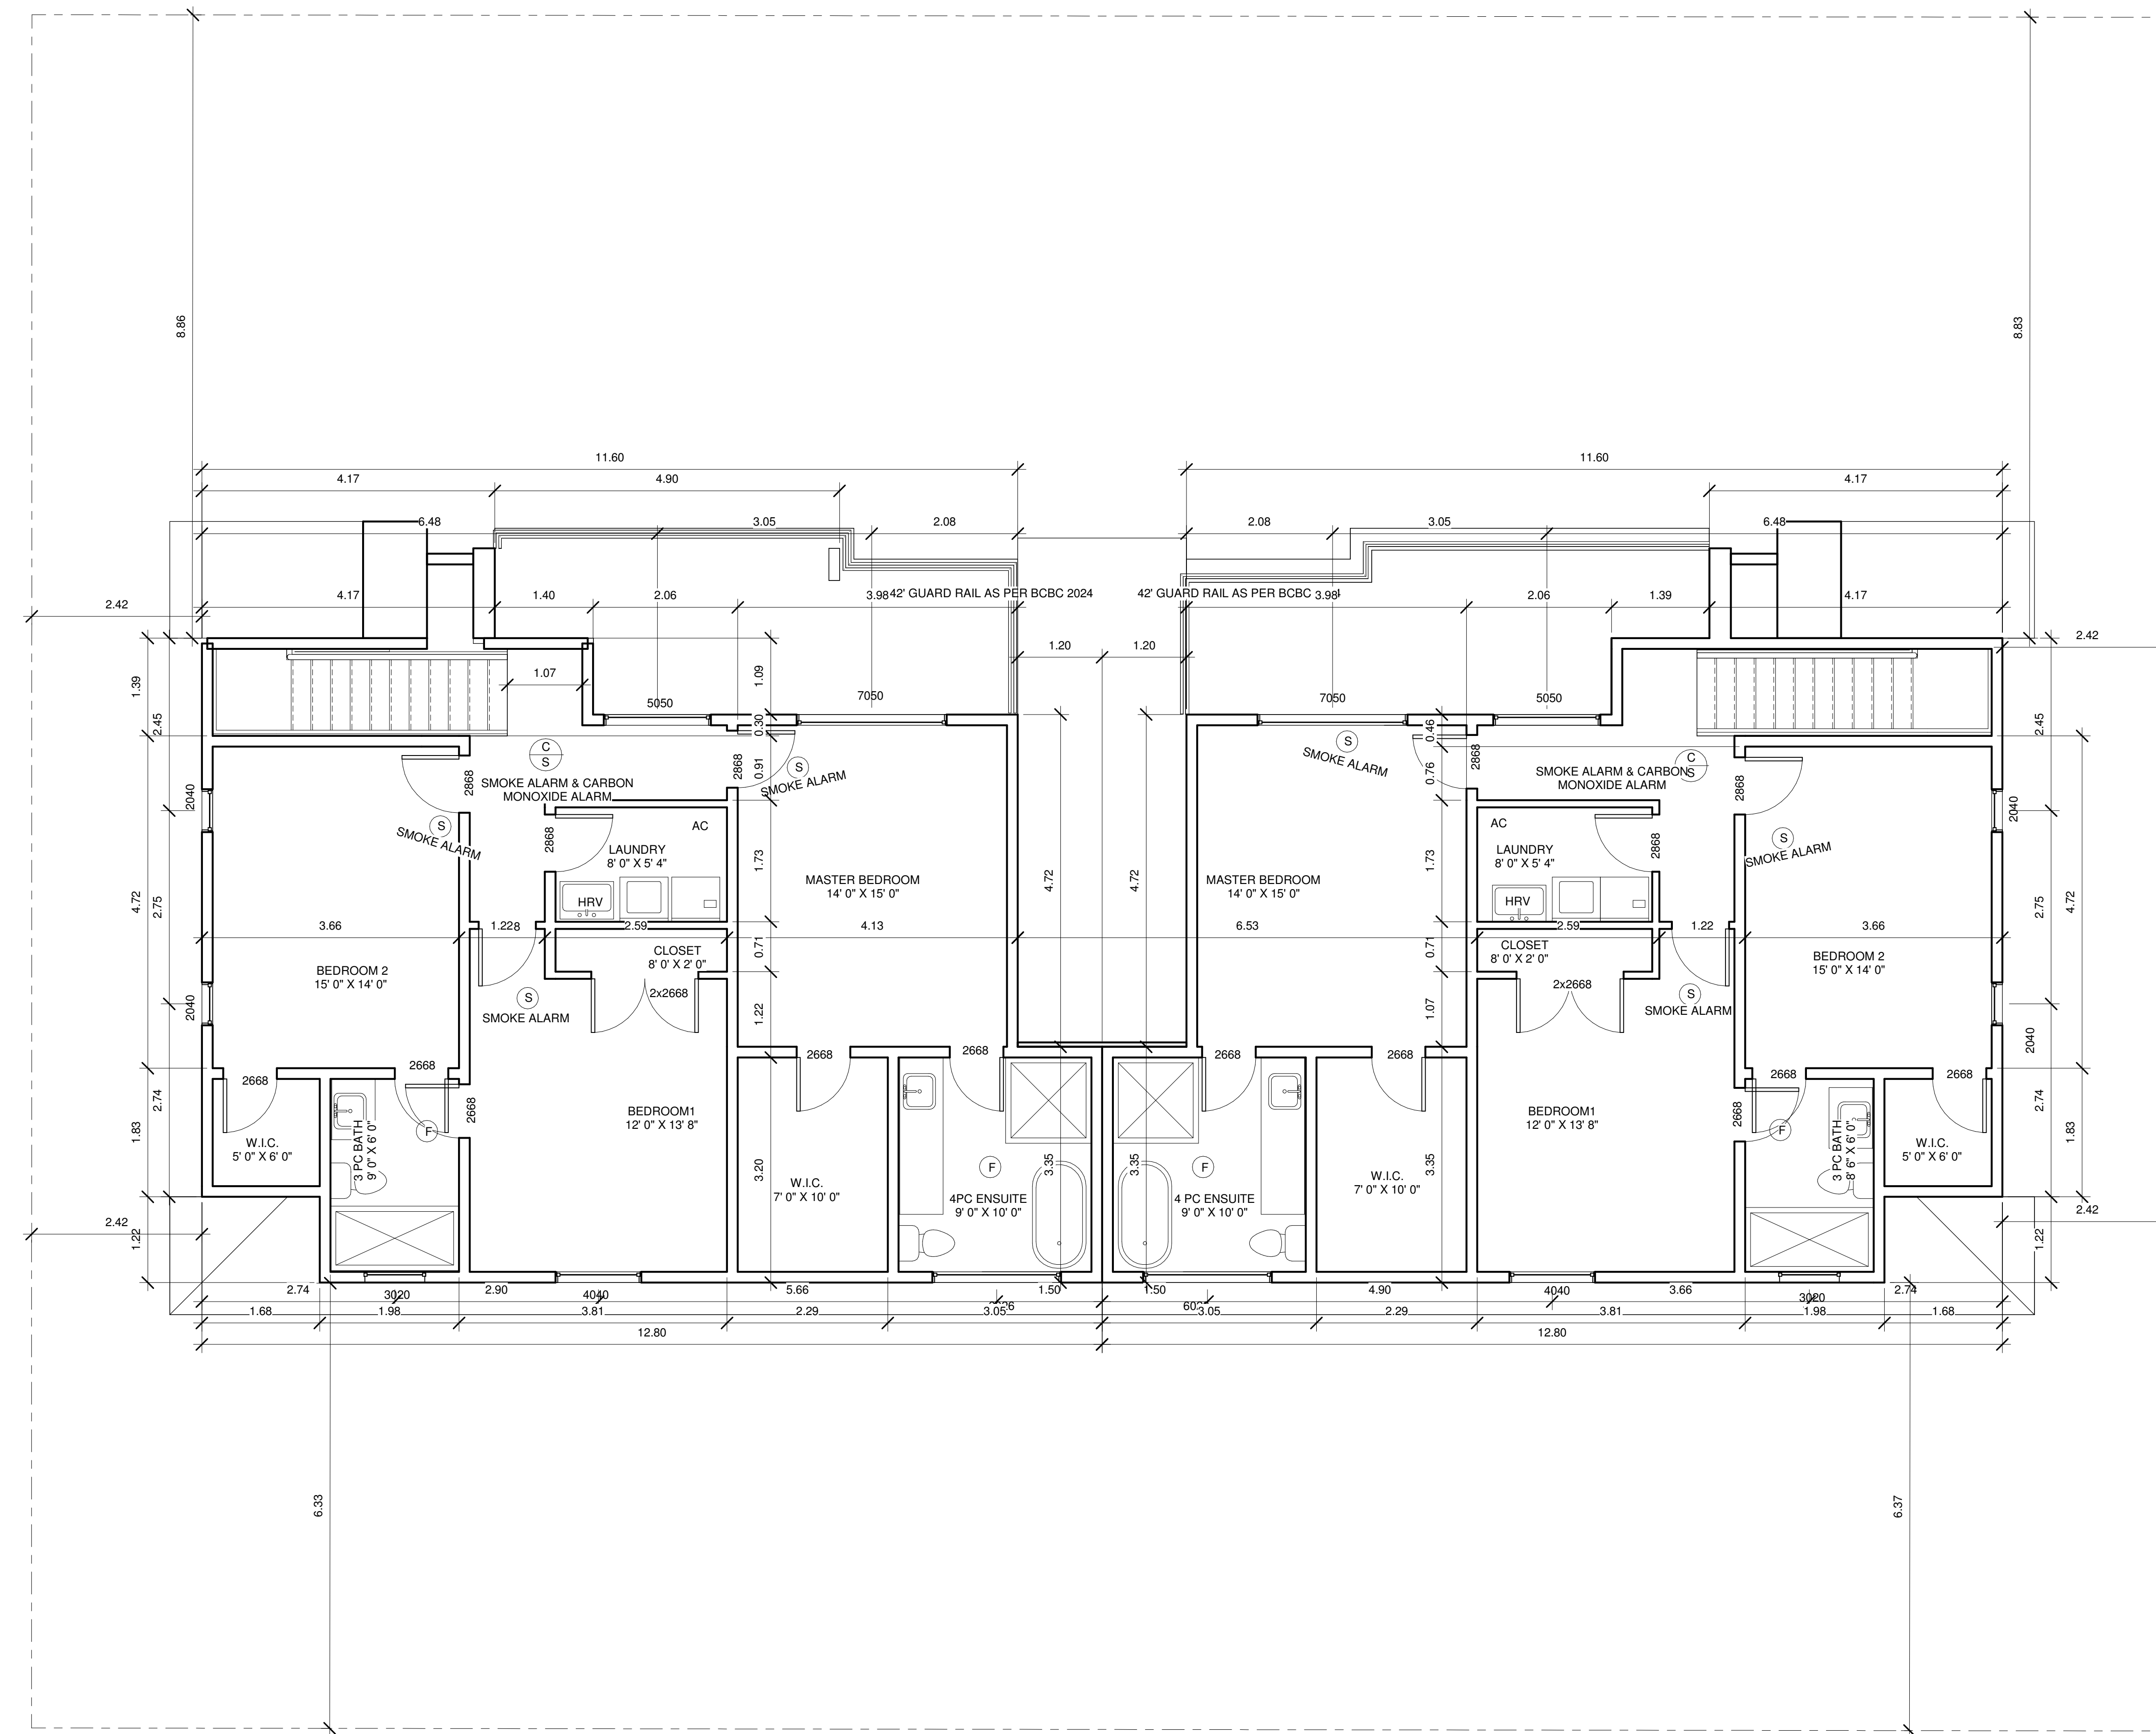 8.86
8.83
11.60
11.60
4.17
4.90
4.17
6.48
3.05
2.08
2.08
3.05
6.48
4.17
1.40
2.06
3.98
42' GUARD RAIL AS PER BCBC 2024
42' GUARD RAIL AS PER BCBC
3.98
2.06
1.39
4.17
2.42
2.42
1.20
1.20
1.39
2.45
1.07
1.09
5050
7050
7050
5050
2.45
0.30
0.46
C
S
SMOKE ALARM & CARBON
MONOXIDE ALARM
2868
2868
0.91
S
SMOKE ALARM
S
SMOKE ALARM
0.76
2868
SMOKE ALARM & CARBON
MONOXIDE ALARM
C
S
2868
2040
2040
S
SMOKE ALARM
2868
AC
LAUNDRY
8' 0" X 5' 4"
HRV
1.73
MASTER BEDROOM
14' 0" X 15' 0"
4.72
4.72
MASTER BEDROOM
14' 0" X 15' 0"
1.73
AC
LAUNDRY
8' 0" X 5' 4"
HRV
2868
S
SMOKE ALARM
4.72
2.75
2.75
4.72
3.66
1.22
2.59
4.13
6.53
2.59
1.22
3.66
BEDROOM 2
15' 0" X 14' 0"
CLOSET
8' 0' X 2' 0"
0.71
0.71
CLOSET
8' 0' X 2' 0"
BEDROOM 2
15' 0" X 14' 0"
2040
S
SMOKE ALARM
2x2668
1.22
1.07
2x2668
S
SMOKE ALARM
2040
2668
2668
2668
2668
2668
2668
2668
2668
2.74
1.83
2668
F
W.I.C.
5' 0" X 6' 0"
3 PC BATH
9' 0" X 6' 0"
BEDROOM1
12' 0" X 13' 8"
3.20
W.I.C.
7' 0" X 10' 0"
F
4PC ENSUITE
9' 0" X 10' 0"
3.35
3.35
F
4 PC ENSUITE
9' 0" X 10' 0"
W.I.C.
7' 0" X 10' 0"
3.35
BEDROOM1
12' 0" X 13' 8"
2668
F
3 PC BATH
8' 6" X 6' 0"
W.I.C.
5' 0" X 6' 0"
2.74
1.83
2.42
1.22
2.42
1.22
2.74
3020
2.90
4040
5.66
1.50
1.50
4.90
4040
3.66
3020
2.74
1.68
1.98
3.81
2.29
3.05
3.05
2.29
3.81
1.98
1.68
12.80
12.80
6.33
6.37